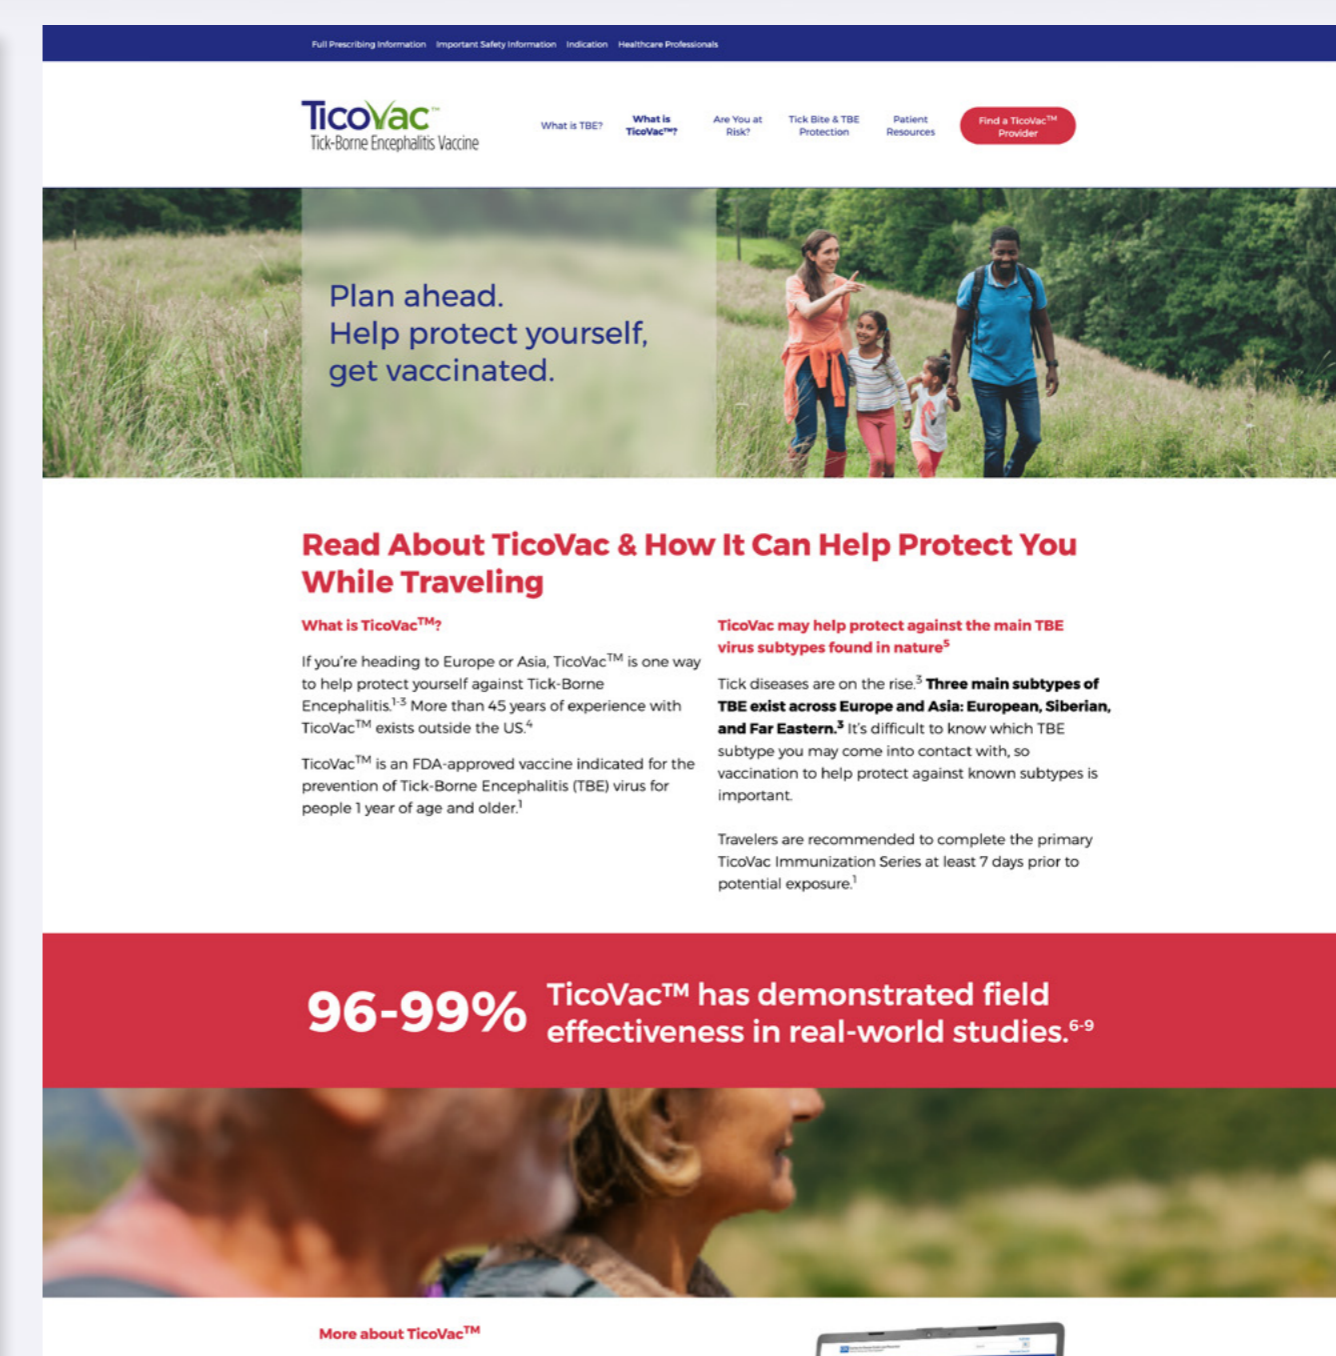 Full Prescribing Information Important Safety Information Indication Healthcare Professionals
TicoVac™
Tick-Borne Encephalitis Vaccine
What is TBE?
What is
TicoVac™?
Are You at
Risk?
Tick Bite & TBE
Protection
Patient
Resources
Find a TicoVac™
Provider
Plan ahead.
Help protect yourself,
get vaccinated.
Read About TicoVac & How It Can Help Protect You
While Traveling
What is TicoVac™?
If you're heading to Europe or Asia, TicoVac™ is one way
to help protect yourself against Tick-Borne
Encephalitis.¹⁻³ More than 45 years of experience with
TicoVac™ exists outside the US.⁴
TicoVac™ is an FDA-approved vaccine indicated for the
prevention of Tick-Borne Encephalitis (TBE) virus for
people 1 year of age and older.¹
TicoVac may help protect against the main TBE
virus subtypes found in nature⁵
Tick diseases are on the rise.³ Three main subtypes of
TBE exist across Europe and Asia: European, Siberian,
and Far Eastern.³ It's difficult to know which TBE
subtype you may come into contact with, so
vaccination to help protect against known subtypes is
important.
Travelers are recommended to complete the primary
TicoVac Immunization Series at least 7 days prior to
potential exposure.¹
96-99%
TicoVac™ has demonstrated field
effectiveness in real-world studies.⁶⁻⁹
More about TicoVac™